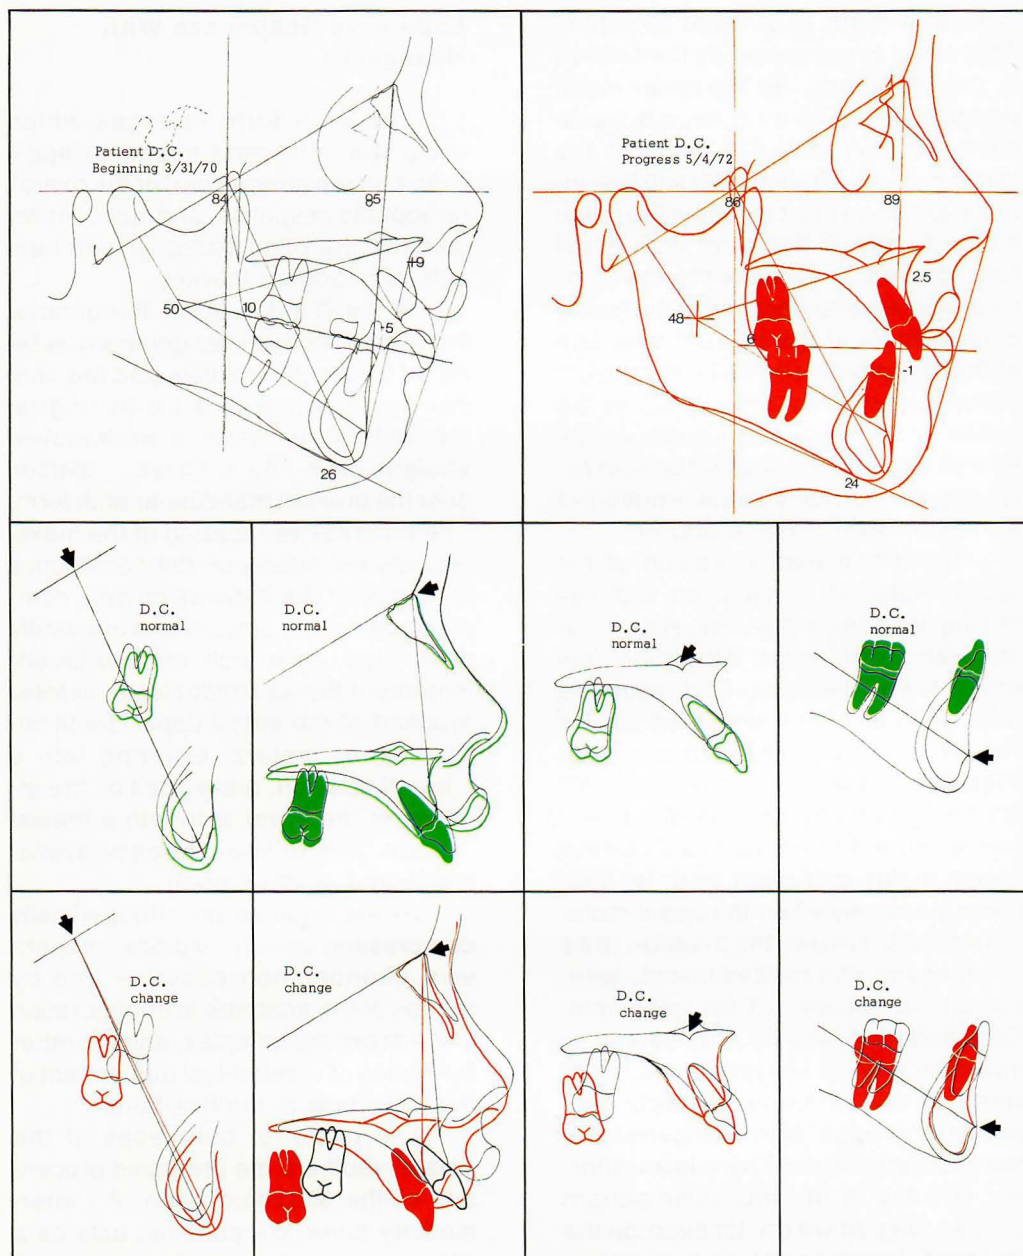 Patient D.C.
Beginning 3/31/70
84
85
+9
50
10
-5
26
Patient D.C.
Progress 5/4/72
86
89
2.5
48
6
-1
24
D.C.
normal
D.C.
normal
D.C.
normal
D.C.
normal
D.C.
change
D.C.
change
D.C.
change
D.C.
change